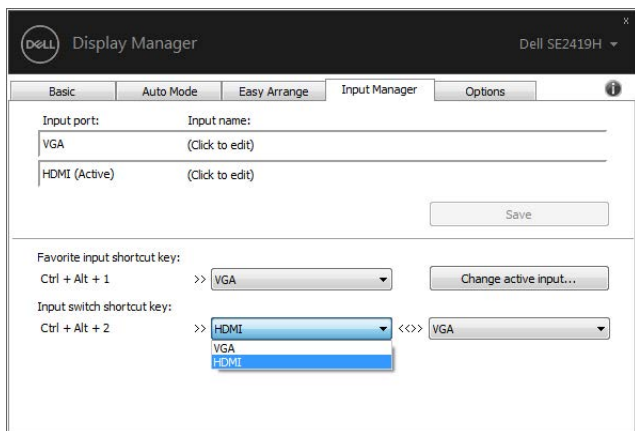 DELL Display Manager Dell SE2419H
x
Basic Auto Mode Easy Arrange Input Manager Options i
Input port: Input name:
VGA (Click to edit)
HDMI (Active) (Click to edit)
Save
Favorite input shortcut key:
Ctrl + Alt + 1 >> VGA Change active input...
Input switch shortcut key:
Ctrl + Alt + 2 >> HDMI <<>> VGA
VGA
HDMI